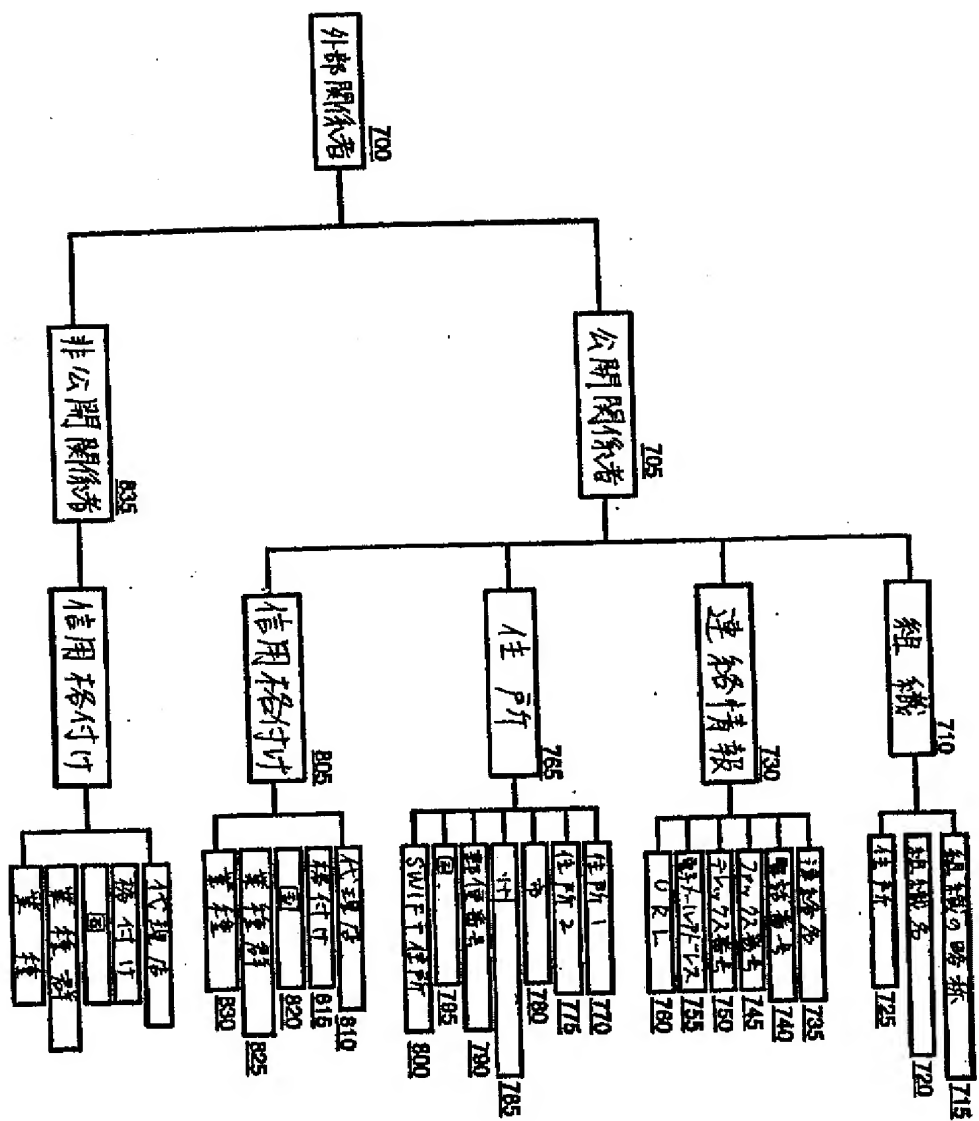 外部関係者
700
公開関係者
705
組織
710
組織の略称
715
組織名
720
住所
725
連絡情報
730
連絡名
735
電話番号
740
ファックス番号
745
テレックス番号
750
電子メールアドレス
755
URL
760
住所
765
住所1
770
住所2
775
市
780
州
785
郵便番号
790
国
795
SWIFT住所
800
信用格付け
805
代理店
810
格付け
815
国
820
業種群
825
業種
830
非公開関係者
835
信用格付け
代理店
格付け
国
業種群
業種